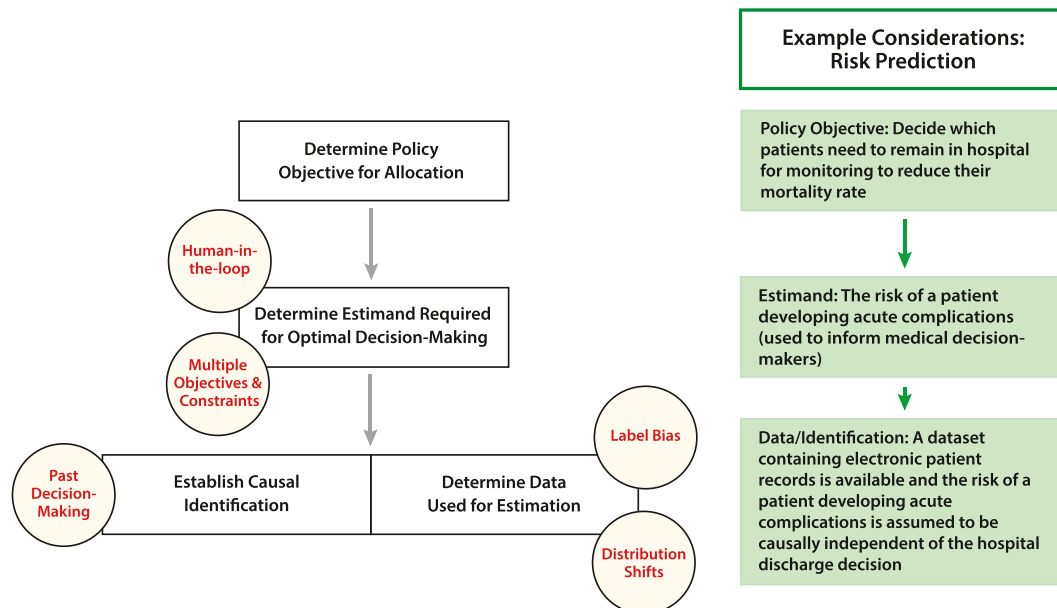 Example Considerations:
Risk Prediction
Determine Policy
Objective for Allocation
Human-in-
the-loop
Determine Estimand Required
for Optimal Decision-Making
Multiple
Objectives &
Constraints
Label Bias
Past
Decision-
Making
Establish Causal
Identification
Determine Data
Used for Estimation
Distribution
Shifts
Policy Objective: Decide which
patients need to remain in hospital
for monitoring to reduce their
mortality rate
Estimand: The risk of a patient
developing acute complications
(used to inform medical decision-
makers)
Data/Identification: A dataset
containing electronic patient
records is available and the risk of a
patient developing acute
complications is assumed to be
causally independent of the hospital
discharge decision